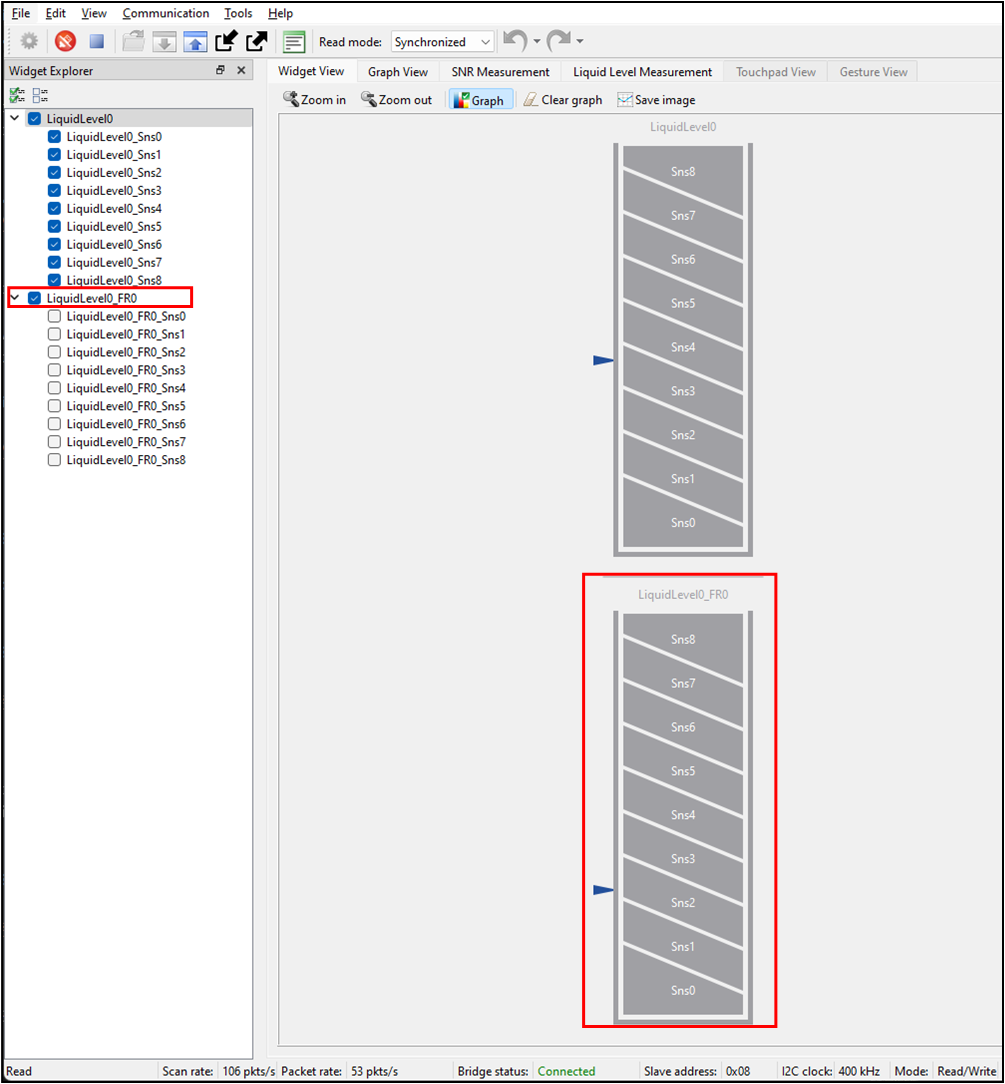 File Edit View Communication Tools Help
Read mode: Synchronized
Widget Explorer
LiquidLevel0
LiquidLevel0_Sns0
LiquidLevel0_Sns1
LiquidLevel0_Sns2
LiquidLevel0_Sns3
LiquidLevel0_Sns4
LiquidLevel0_Sns5
LiquidLevel0_Sns6
LiquidLevel0_Sns7
LiquidLevel0_Sns8
LiquidLevel0_FR0
LiquidLevel0_FR0_Sns0
LiquidLevel0_FR0_Sns1
LiquidLevel0_FR0_Sns2
LiquidLevel0_FR0_Sns3
LiquidLevel0_FR0_Sns4
LiquidLevel0_FR0_Sns5
LiquidLevel0_FR0_Sns6
LiquidLevel0_FR0_Sns7
LiquidLevel0_FR0_Sns8
Widget View Graph View SNR Measurement Liquid Level Measurement Touchpad View Gesture View
Zoom in Zoom out Graph Clear graph Save image
LiquidLevel0
Sns8
Sns7
Sns6
Sns5
Sns4
Sns3
Sns2
Sns1
Sns0
LiquidLevel0_FR0
Sns8
Sns7
Sns6
Sns5
Sns4
Sns3
Sns2
Sns1
Sns0
Read Scan rate: 106 pkts/s Packet rate: 53 pkts/s Bridge status: Connected Slave address: 0x08 I2C clock: 400 kHz Mode: Read/Write